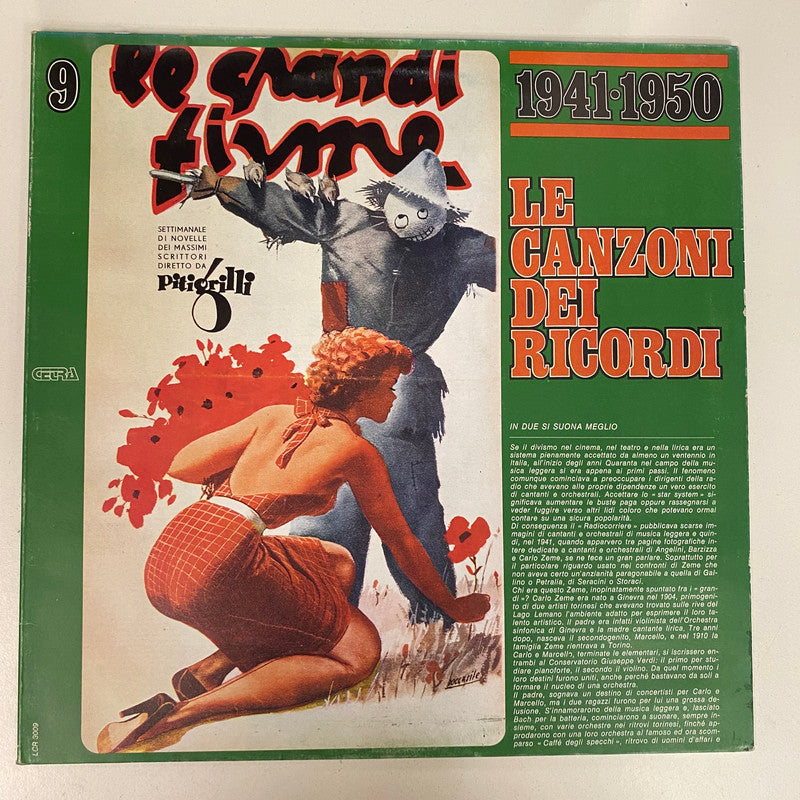 9
le grandi
firme
SETTIMANALE
DI NOVELLE
DEI MASSIMI
SCRITTORI
DIRETTO DA
Pitigrilli
CETRA
LCR 3009
Boccasile
1941•1950
LE
CANZONI
DEI
RICORDI
IN DUE SI SUONA MEGLIO
Se il divismo nel cinema, nel teatro e nella lirica era un
sistema pienamente accettato da almeno un ventennio in
Italia, all'inizio degli anni Quaranta nel campo della mu-
sica leggera si era appena ai primi passi. Il fenomeno
comunque cominciava a preoccupare i dirigenti della ra-
dio che avevano alle proprie dipendenze un vero esercito
di cantanti e orchestrali. Accettare lo « star system » si-
gnificava aumentare le buste paga oppure rassegnarsi a
veder fuggire verso altri lidi coloro che potevano ormai
contare su una sicura popolarità.
Di conseguenza il « Radiocorriere » pubblicava scarse im-
magini di cantanti e orchestrali di musica leggera e quin-
di, nel 1941, quando apparvero tre pagine fotografiche in-
tere dedicate a cantanti e orchestrali di Angelini, Barzizza
e Carlo Zeme, se ne fece un gran parlare. Soprattutto per
il particolare riguardo usato nei confronti di Zeme che
non aveva certo un'anzianità paragonabile a quella di Gal-
lino o Petralia, di Seracini o Storaci.
Chi era questo Zeme, inopinatamente spuntato fra i « gran-
di »? Carlo Zeme era nato a Ginevra nel 1904, primogeni-
to di due artisti torinesi che avevano trovato sulle rive del
Lago Lemano l'ambiente adatto per esprimere il loro ta-
lento artistico. Il padre era infatti violinista dell'Orchestra
sinfonica di Ginevra e la madre cantante lirica. Tre anni
dopo, nasceva il secondogenito, Marcello, e nel 1910 la
famiglia Zeme rientrava a Torino.
Carlo e Marcello, terminate le elementari, si iscrissero en-
trambi al Conservatorio Giuseppe Verdi: il primo per stu-
diare pianoforte, il secondo il violino. Da quel momento i
loro destini furono uniti, anche perché bastavano da soli a
formare il nucleo di una orchestra.
Il padre, sognava un destino di concertisti per Carlo e
Marcello, ma i due ragazzi furono per lui una grossa de-
lusione. S'innamorarono della musica leggera e, lasciato
Bach per la batteria, cominciarono a suonare, sempre in-
sieme, con varie orchestre nei ritrovi torinesi, finché ap-
prodarono con una loro orchestra al famoso ed ora scom-
parso « Caffè degli specchi », ritrovo di uomini d'affari e